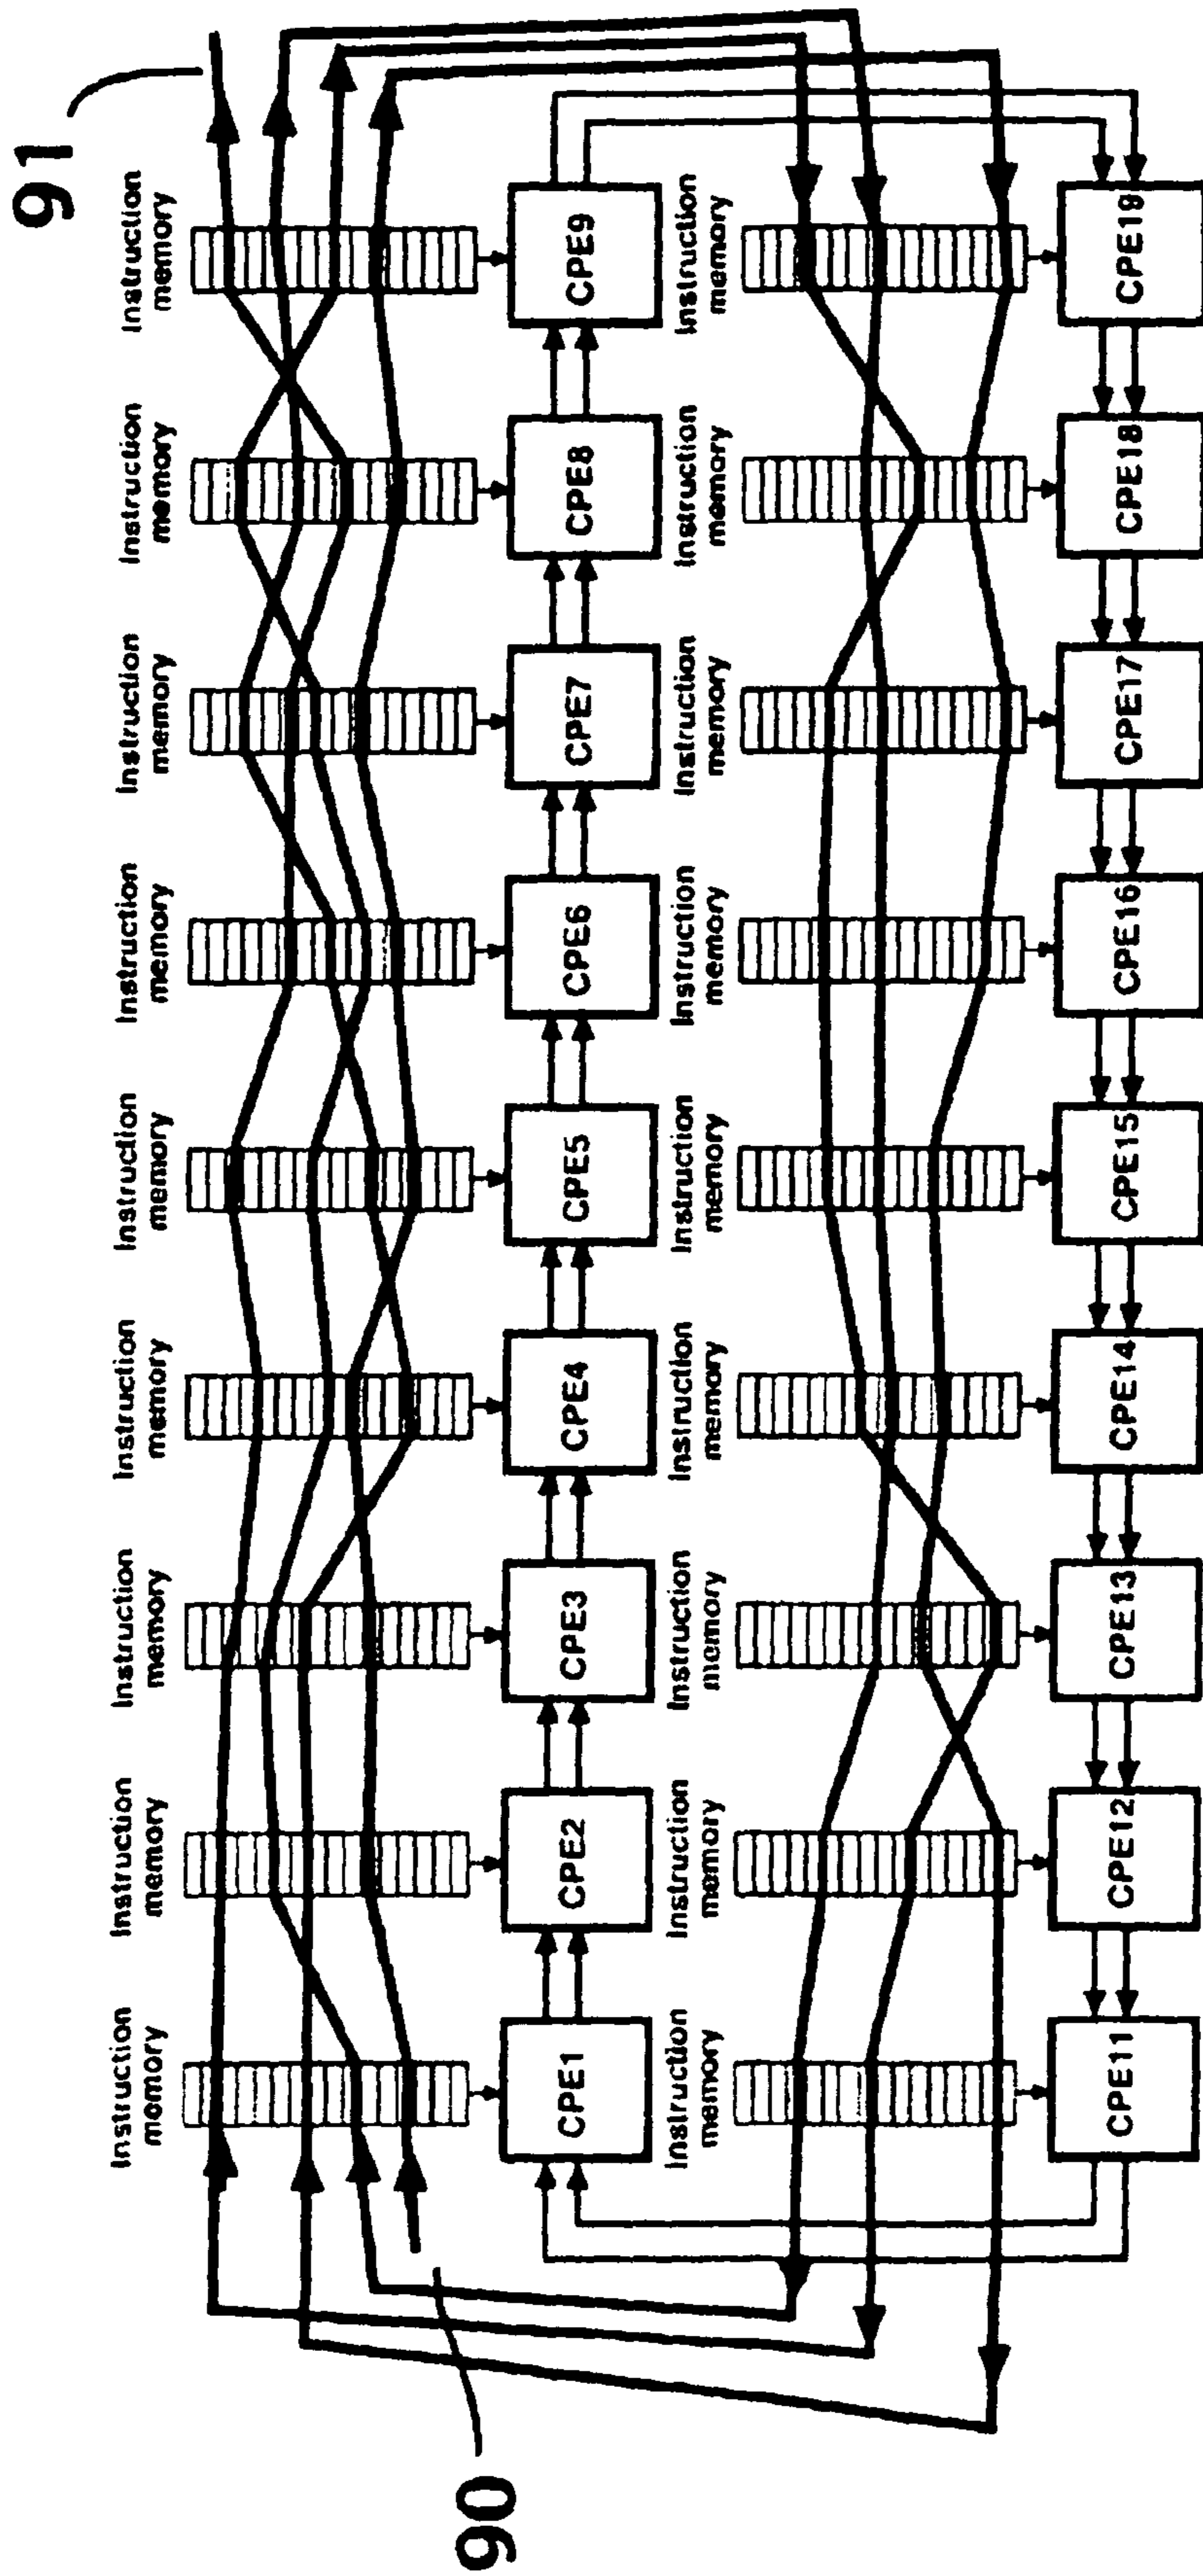 91
Instruction
memory
Instruction
memory
Instruction
memory
Instruction
memory
Instruction
memory
Instruction
memory
Instruction
memory
Instruction
memory
Instruction
memory
CPE1
CPE2
CPE3
CPE4
CPE5
CPE6
CPE7
CPE8
CPE9
90
Instruction
memory
Instruction
memory
Instruction
memory
Instruction
memory
Instruction
memory
Instruction
memory
Instruction
memory
Instruction
memory
Instruction
memory
CPE11
CPE12
CPE13
CPE14
CPE15
CPE16
CPE17
CPE18
CPE19